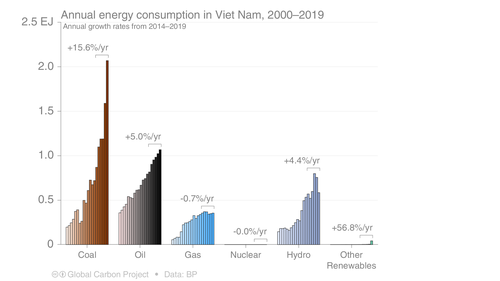 Annual energy consumption in Viet Nam, 2000–2019
Annual growth rates from 2014–2019
2.5 EJ
2.0
1.5
1.0
0.5
0
+15.6%/yr
+5.0%/yr
-0.7%/yr
-0.0%/yr
+4.4%/yr
+56.8%/yr
Coal
Oil
Gas
Nuclear
Hydro
Other
Renewables
Global Carbon Project • Data: BP